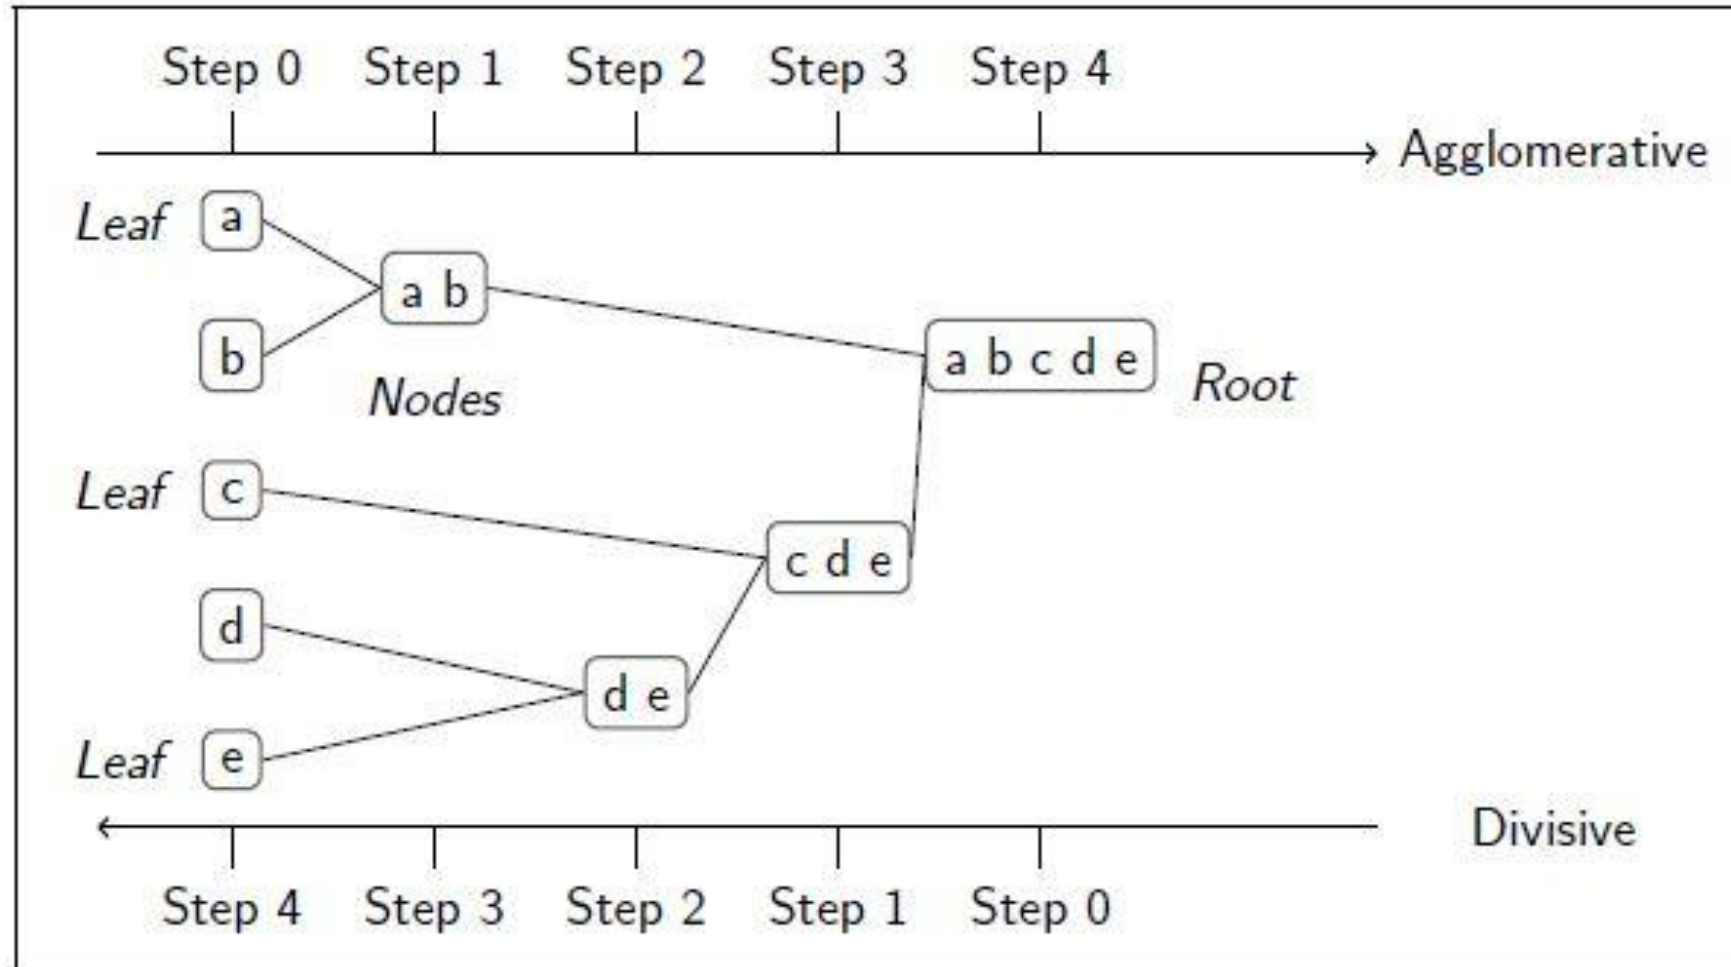 Step 0 Step 1 Step 2 Step 3 Step 4
Agglomerative
Leaf a
a b
b
a b c d e
Root
Nodes
Leaf c
c d e
d
d e
Leaf e
Divisive
Step 4 Step 3 Step 2 Step 1 Step 0